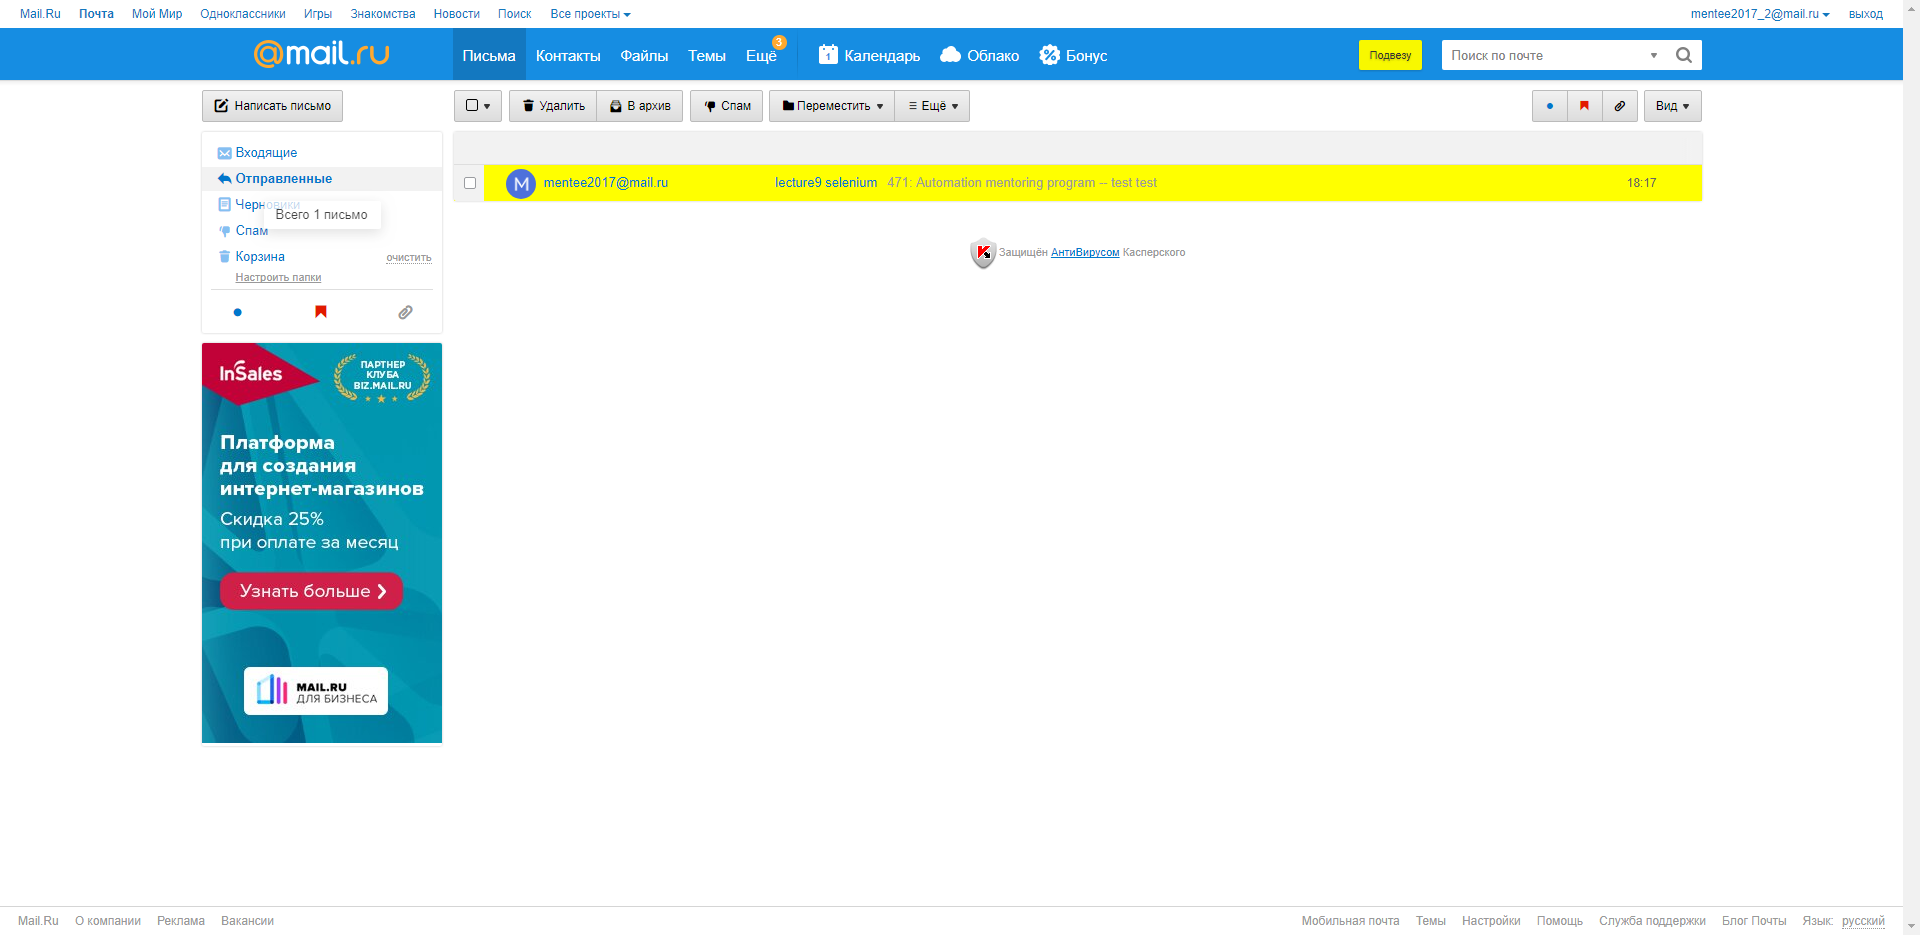 Mail.Ru Почта Мой Мир Одноклассники Игры Знакомства Новости Поиск Все проекты mentee2017_2@mail.ru выход
@mail.ru Письма Контакты Файлы Темы Ещё 3 1 Календарь Облако Бонус Подвезу Поиск по почте
Написать письмо Удалить В архив Спам Переместить Ещё Вид
Входящие
Отправленные
M mentee2017@mail.ru lecture9 selenium 471: Automation mentoring program -- test test 18:17
Черновики
Всего 1 письмо
Спам
Корзина очистить
Настроить папки
Защищён АнтиВирусом Касперского
InSales
ПАРТНЕР
КЛУБА
BIZ.MAIL.RU
Платформа
для создания
интернет-магазинов
Скидка 25%
при оплате за месяц
Узнать больше
MAIL.RU
ДЛЯ БИЗНЕСА
Mail.Ru О компании Реклама Вакансии Мобильная почта Темы Настройки Помощь Служба поддержки Блог Почты Язык: русский